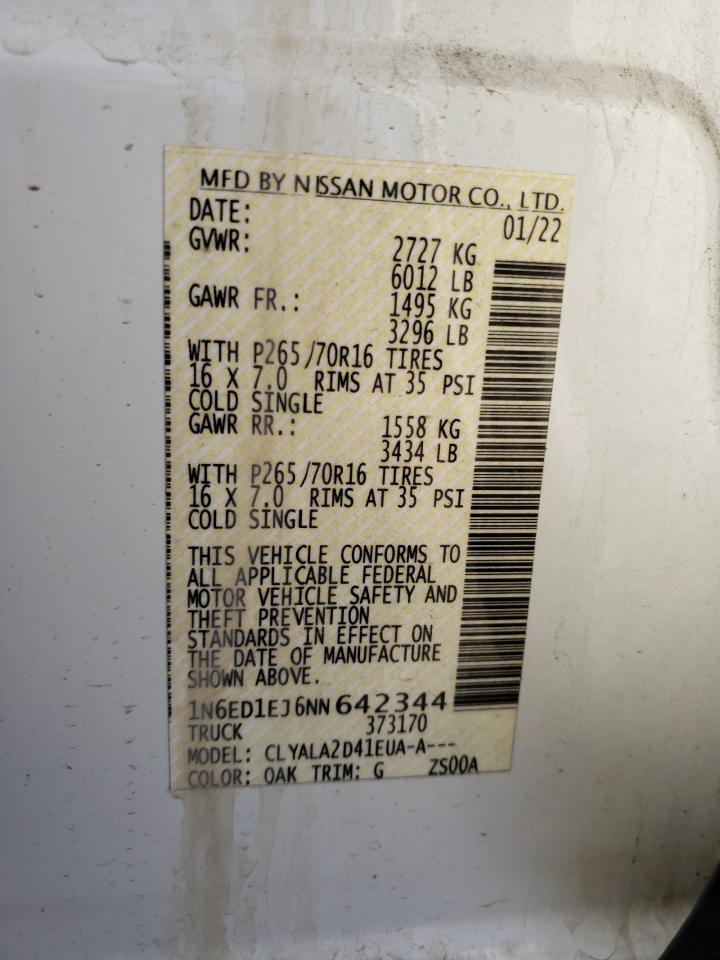 MFD BY NISSAN MOTOR CO., LTD.
DATE: 01/22
GVWR: 2727 KG
6012 LB
GAWR FR.: 1495 KG
3296 LB
WITH P265/70R16 TIRES
16 X 7.0 RIMS AT 35 PSI
COLD SINGLE
GAWR RR.: 1558 KG
3434 LB
WITH P265/70R16 TIRES
16 X 7.0 RIMS AT 35 PSI
COLD SINGLE
THIS VEHICLE CONFORMS TO
ALL APPLICABLE FEDERAL
MOTOR VEHICLE SAFETY AND
THEFT PREVENTION
STANDARDS IN EFFECT ON
THE DATE OF MANUFACTURE
SHOWN ABOVE.
1N6ED1EJ6NN642344
TRUCK 373170
MODEL: CLYALA2D41EUA-A---
COLOR: QAK TRIM: G ZS00A